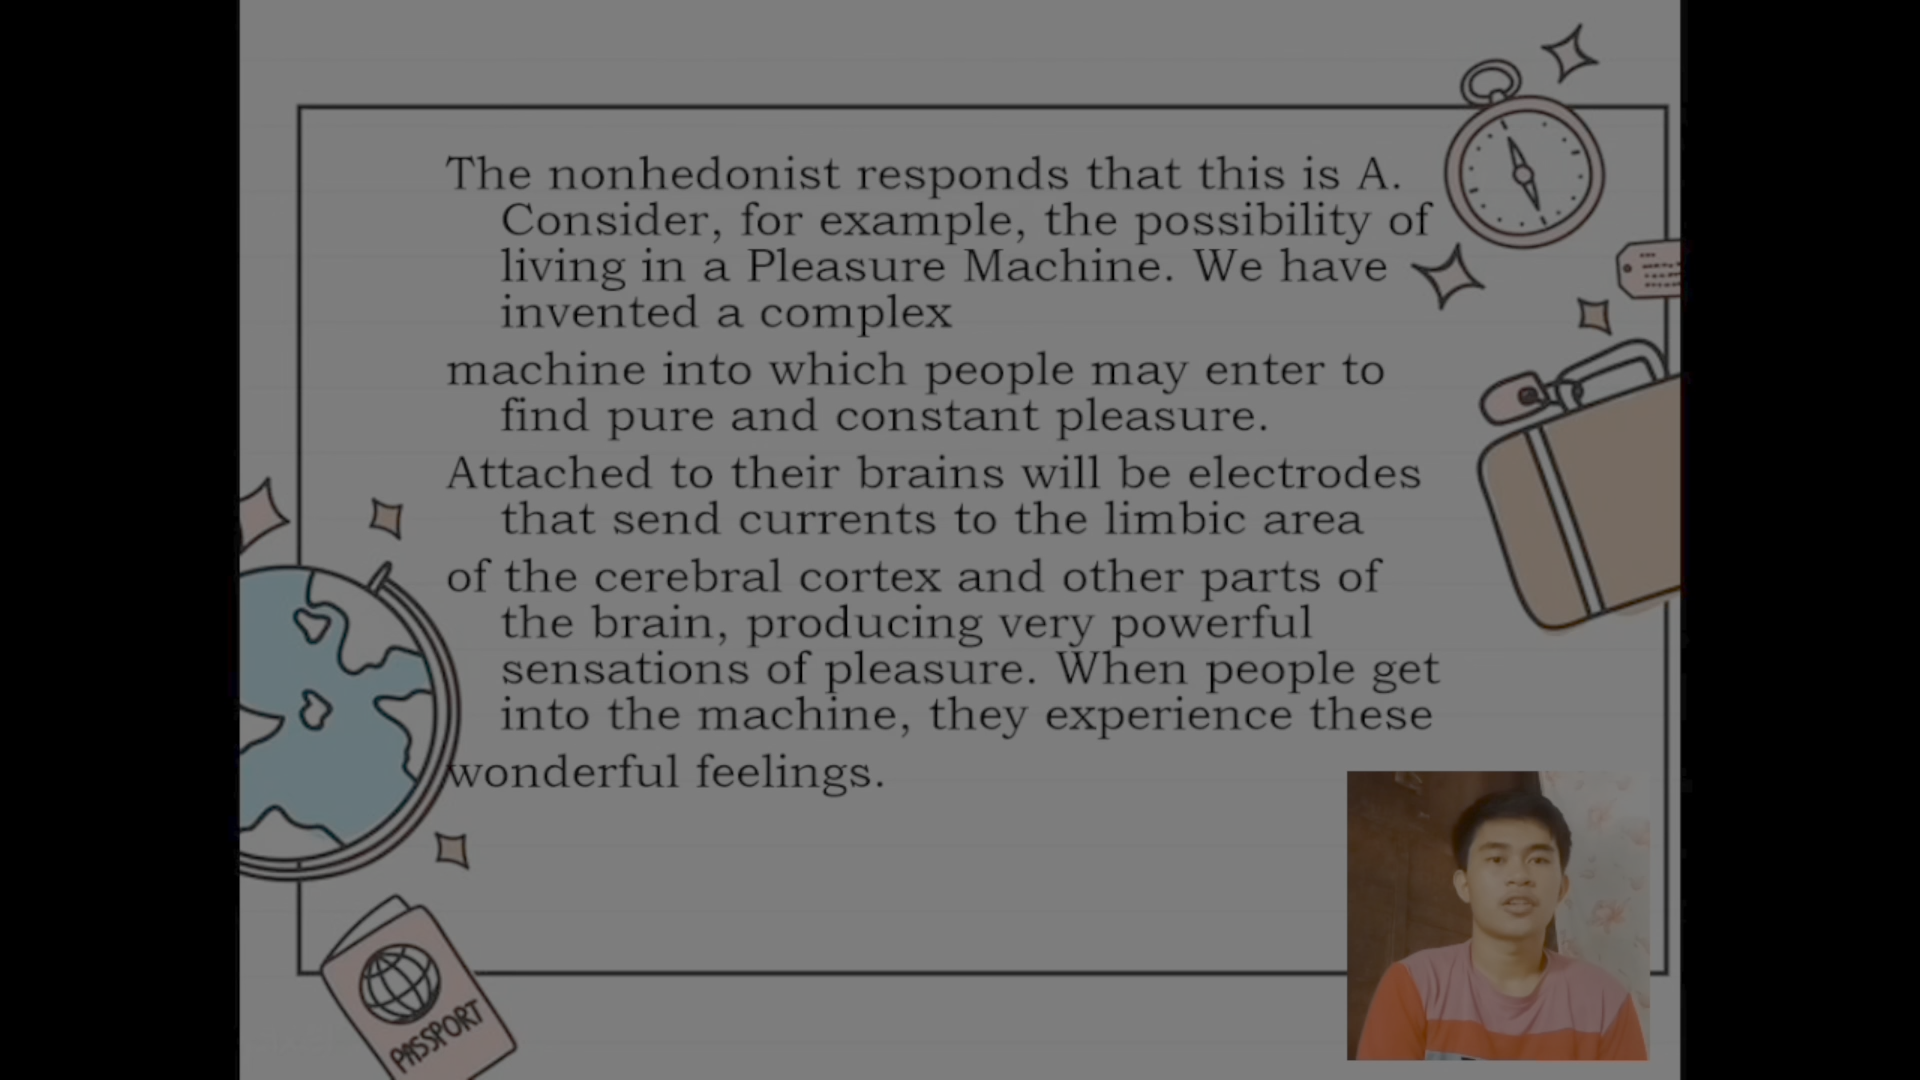 The nonhedonist responds that this is A.
Consider, for example, the possibility of
living in a Pleasure Machine. We have
invented a complex
machine into which people may enter to
find pure and constant pleasure.
Attached to their brains will be electrodes
that send currents to the limbic area
of the cerebral cortex and other parts of
the brain, producing very powerful
sensations of pleasure. When people get
into the machine, they experience these
wonderful feelings.
PASSPORT